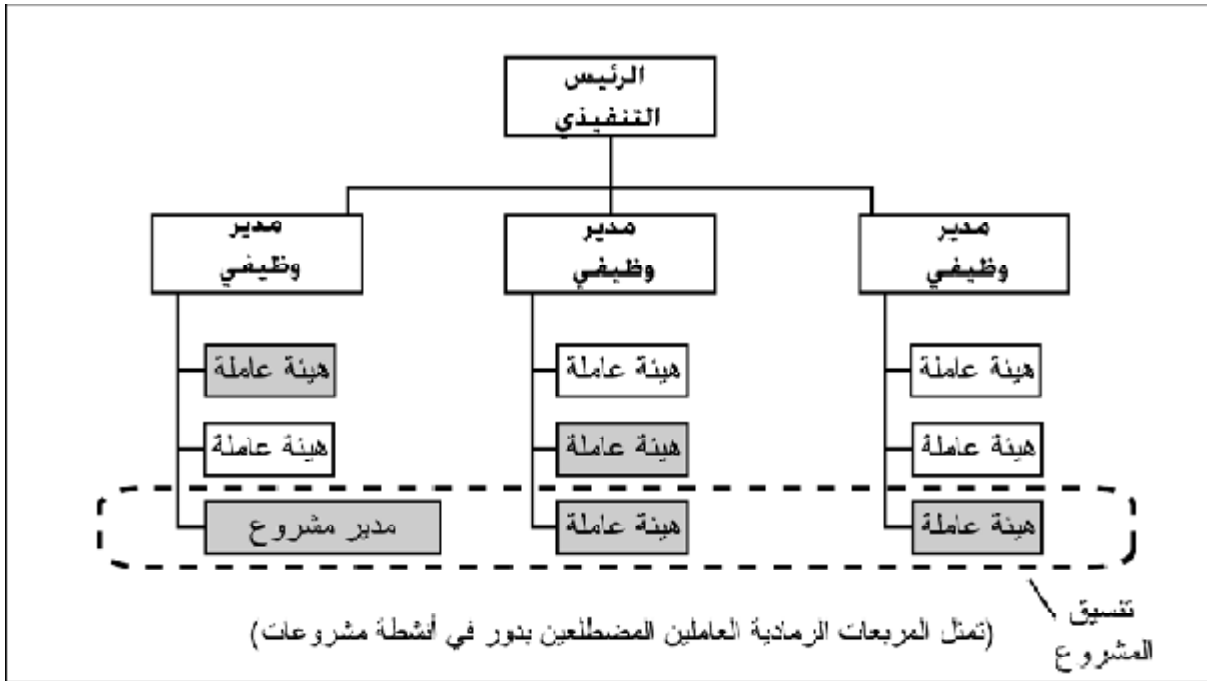 الرئيس
التنفيذي
مدير
وظيفي
مدير
وظيفي
مدير
وظيفي
هيئة عاملة
هيئة عاملة
هيئة عاملة
هيئة عاملة
هيئة عاملة
هيئة عاملة
هيئة عاملة
هيئة عاملة
مدير مشروع
تنسيق
المشروع
(تمثل المربعات الرمادية العاملين المضطلعين بدور في أنشطة مشروعات)